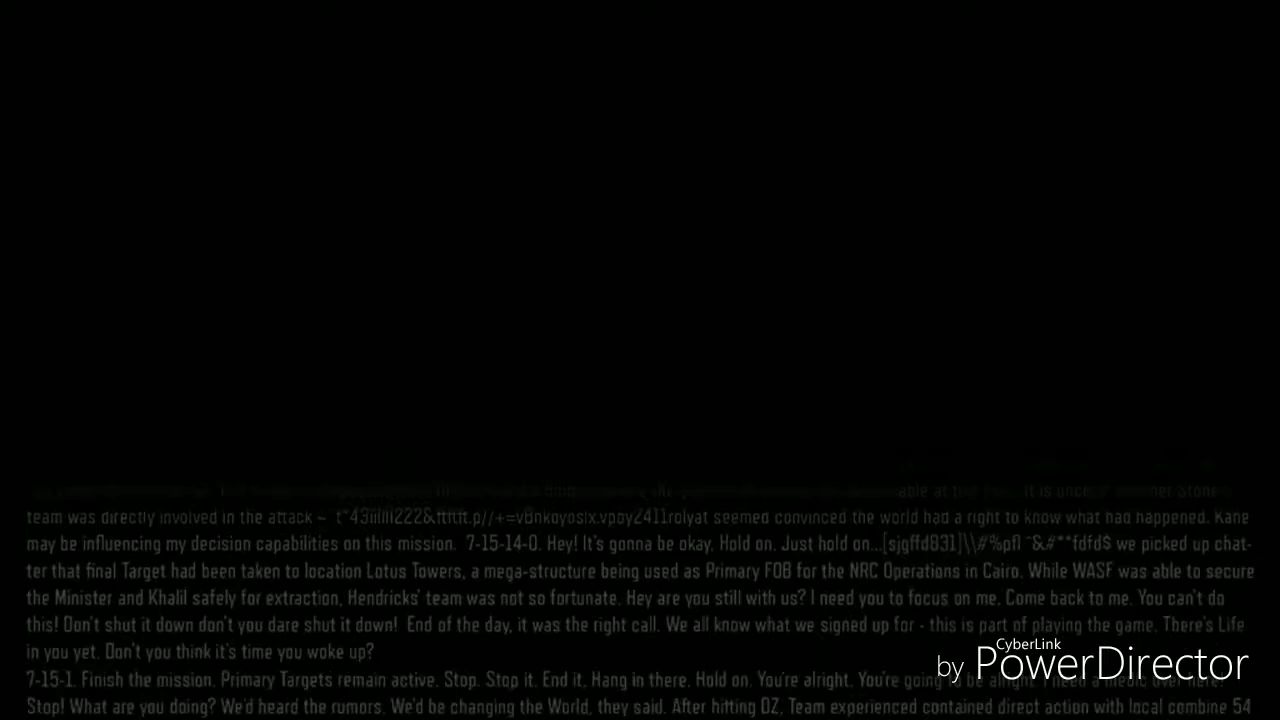 able at
it is
team was directly involved in the attack – seemed convinced the world had a right to know what had happened. Kane
may be influencing my decision capabilities on this mission. 7-15-14-0. Hey! It's gonna be okay. Hold on. Just hold on...[sjgffd831]\\#%pfl ~&#**fdfd$ we picked up chat-
ter that final Target had been taken to location Lotus Towers, a mega-structure being used as Primary FOB for the NRC Operations in Cairo. While WASF was able to secure
the Minister and Khalil safely for extraction, Hendricks' team was not so fortunate. Hey are you still with us? I need you to focus on me. Come back to me. You can't do
this! Don't shut it down don't you dare shut it down! End of the day, it was the right call. We all know what we signed up for - this is part of playing the game. There's Life
in you yet. Don't you think it's time you woke up?
7-15-1. Finish the mission. Primary Targets remain active. Stop. Stop it. End it. Hang in there. Hold on. You're alright. You're going to be alright. I need a medic over here!
Stop! What are you doing? We'd heard the rumors. We'd be changing the World, they said. After hitting DZ, Team experienced contained direct action with local combine 54
CyberLink
by PowerDirector